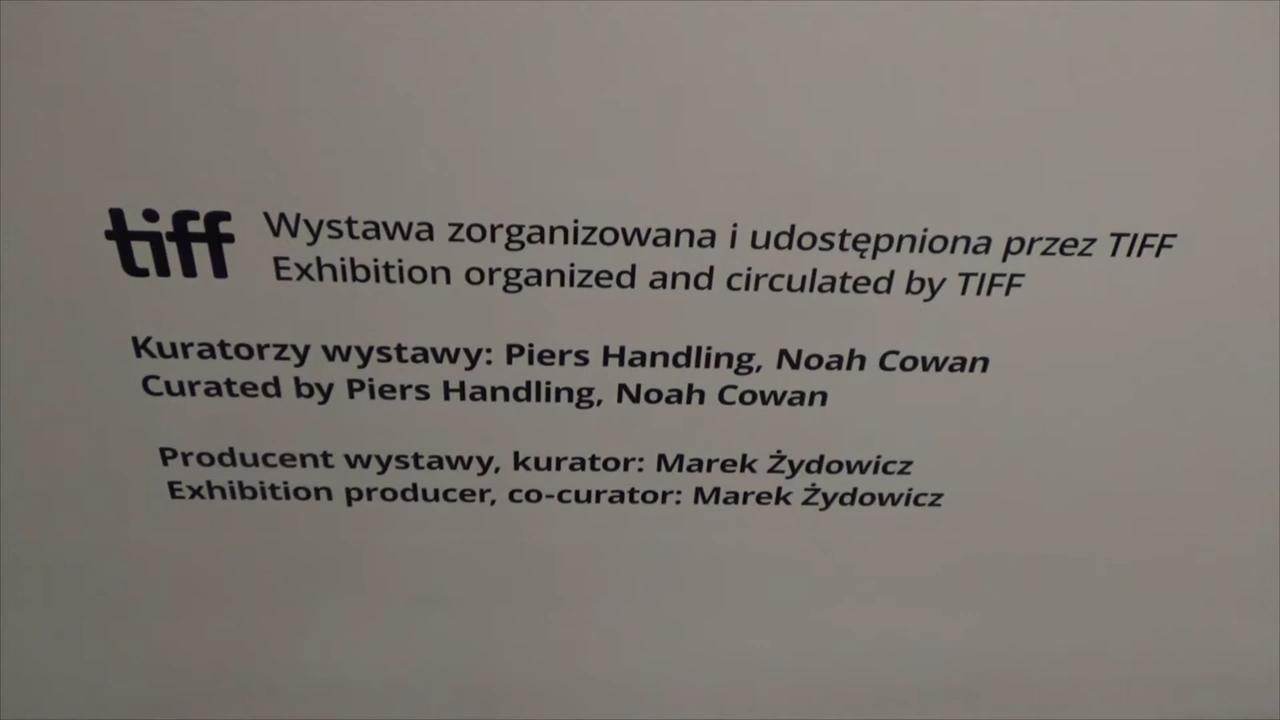 tiff Wystawa zorganizowana i udostępniona przez TIFF
Exhibition organized and circulated by TIFF
Kuratorzy wystawy: Piers Handling, Noah Cowan
Curated by Piers Handling, Noah Cowan
Producent wystawy, kurator: Marek Żydowicz
Exhibition producer, co-curator: Marek Żydowicz